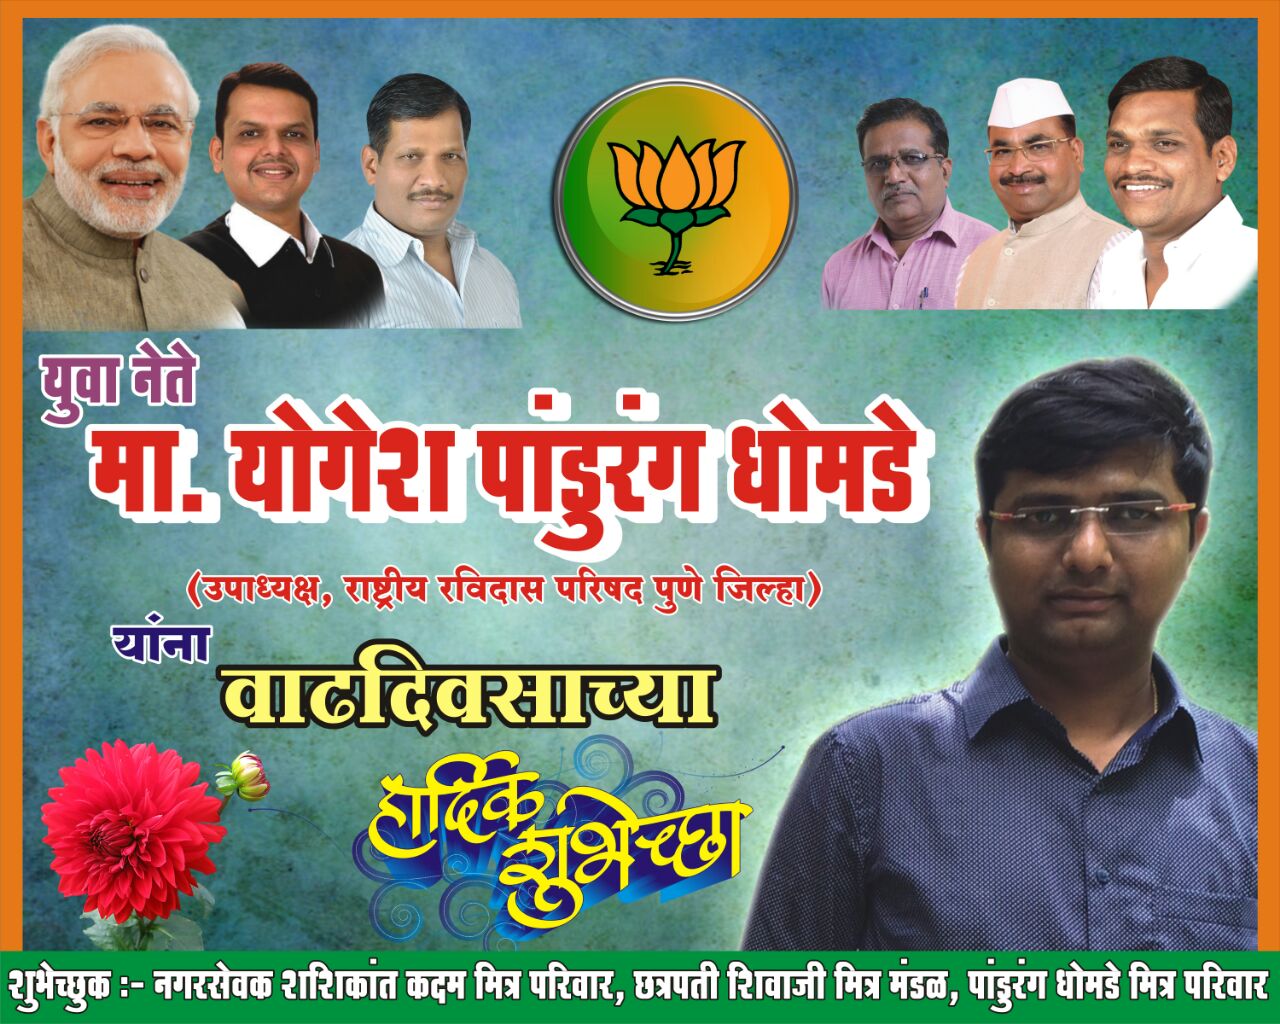 युवा नेते
मा. योगेश पांडुरंग धोमडे
(उपाध्यक्ष, राष्ट्रीय रविदास परिषद पुणे जिल्हा)
यांना
वाढदिवसाच्या
हार्दिक
शुभेच्छा
शुभेच्छुक :- नगरसेवक शशिकांत कदम मित्र परिवार, छत्रपती शिवाजी मित्र मंडळ, पांडुरंग धोमडे मित्र परिवार